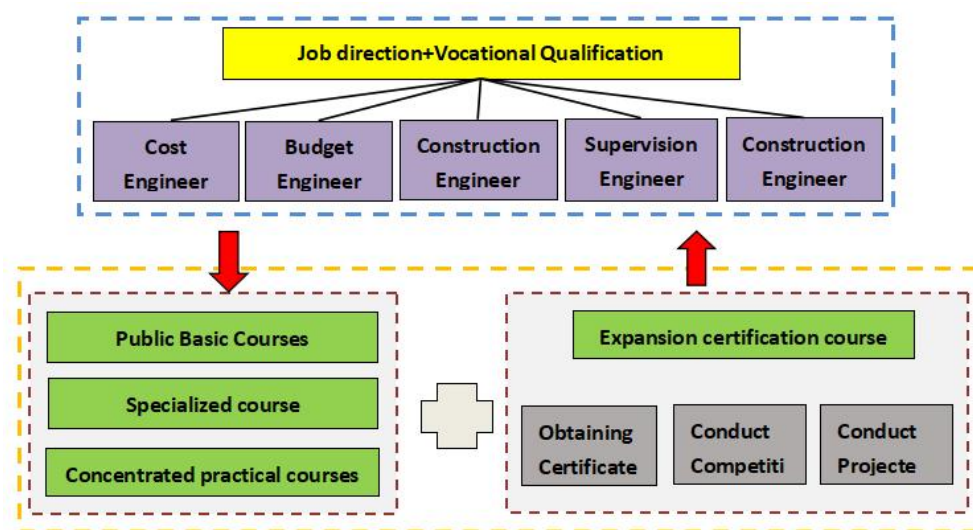 Job direction+Vocational Qualification
Cost
Engineer
Budget
Engineer
Construction
Engineer
Supervision
Engineer
Construction
Engineer
Public Basic Courses
Specialized course
Concentrated practical courses
Expansion certification course
Obtaining
Certificate
Conduct
Competiti
Conduct
Projecte